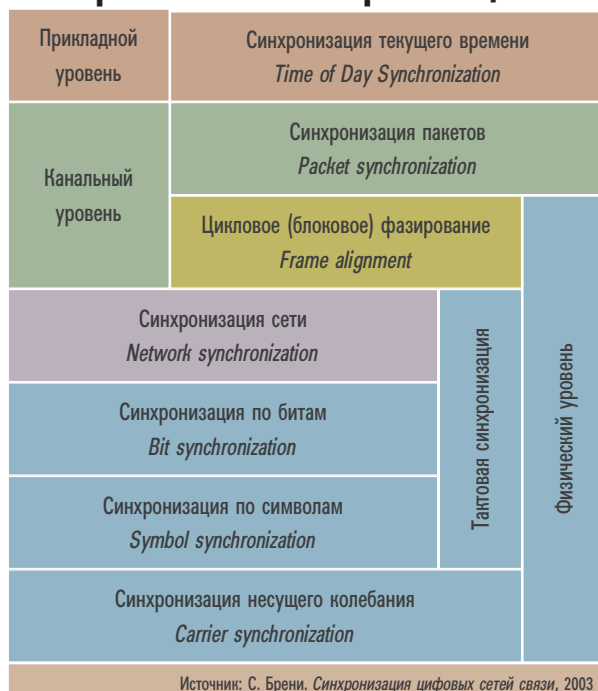 Прикладной
уровень
Синхронизация текущего времени
Time of Day Synchronization
Канальный
уровень
Синхронизация пакетов
Packet synchronization
Цикловое (блоковое) фазирование
Frame alignment
Синхронизация сети
Network synchronization
Синхронизация по битам
Bit synchronization
Синхронизация по символам
Symbol synchronization
Тактовая синхронизация
Физический уровень
Синхронизация несущего колебания
Carrier synchronization
Источник: С. Брени. Синхронизация цифровых сетей связи, 2003